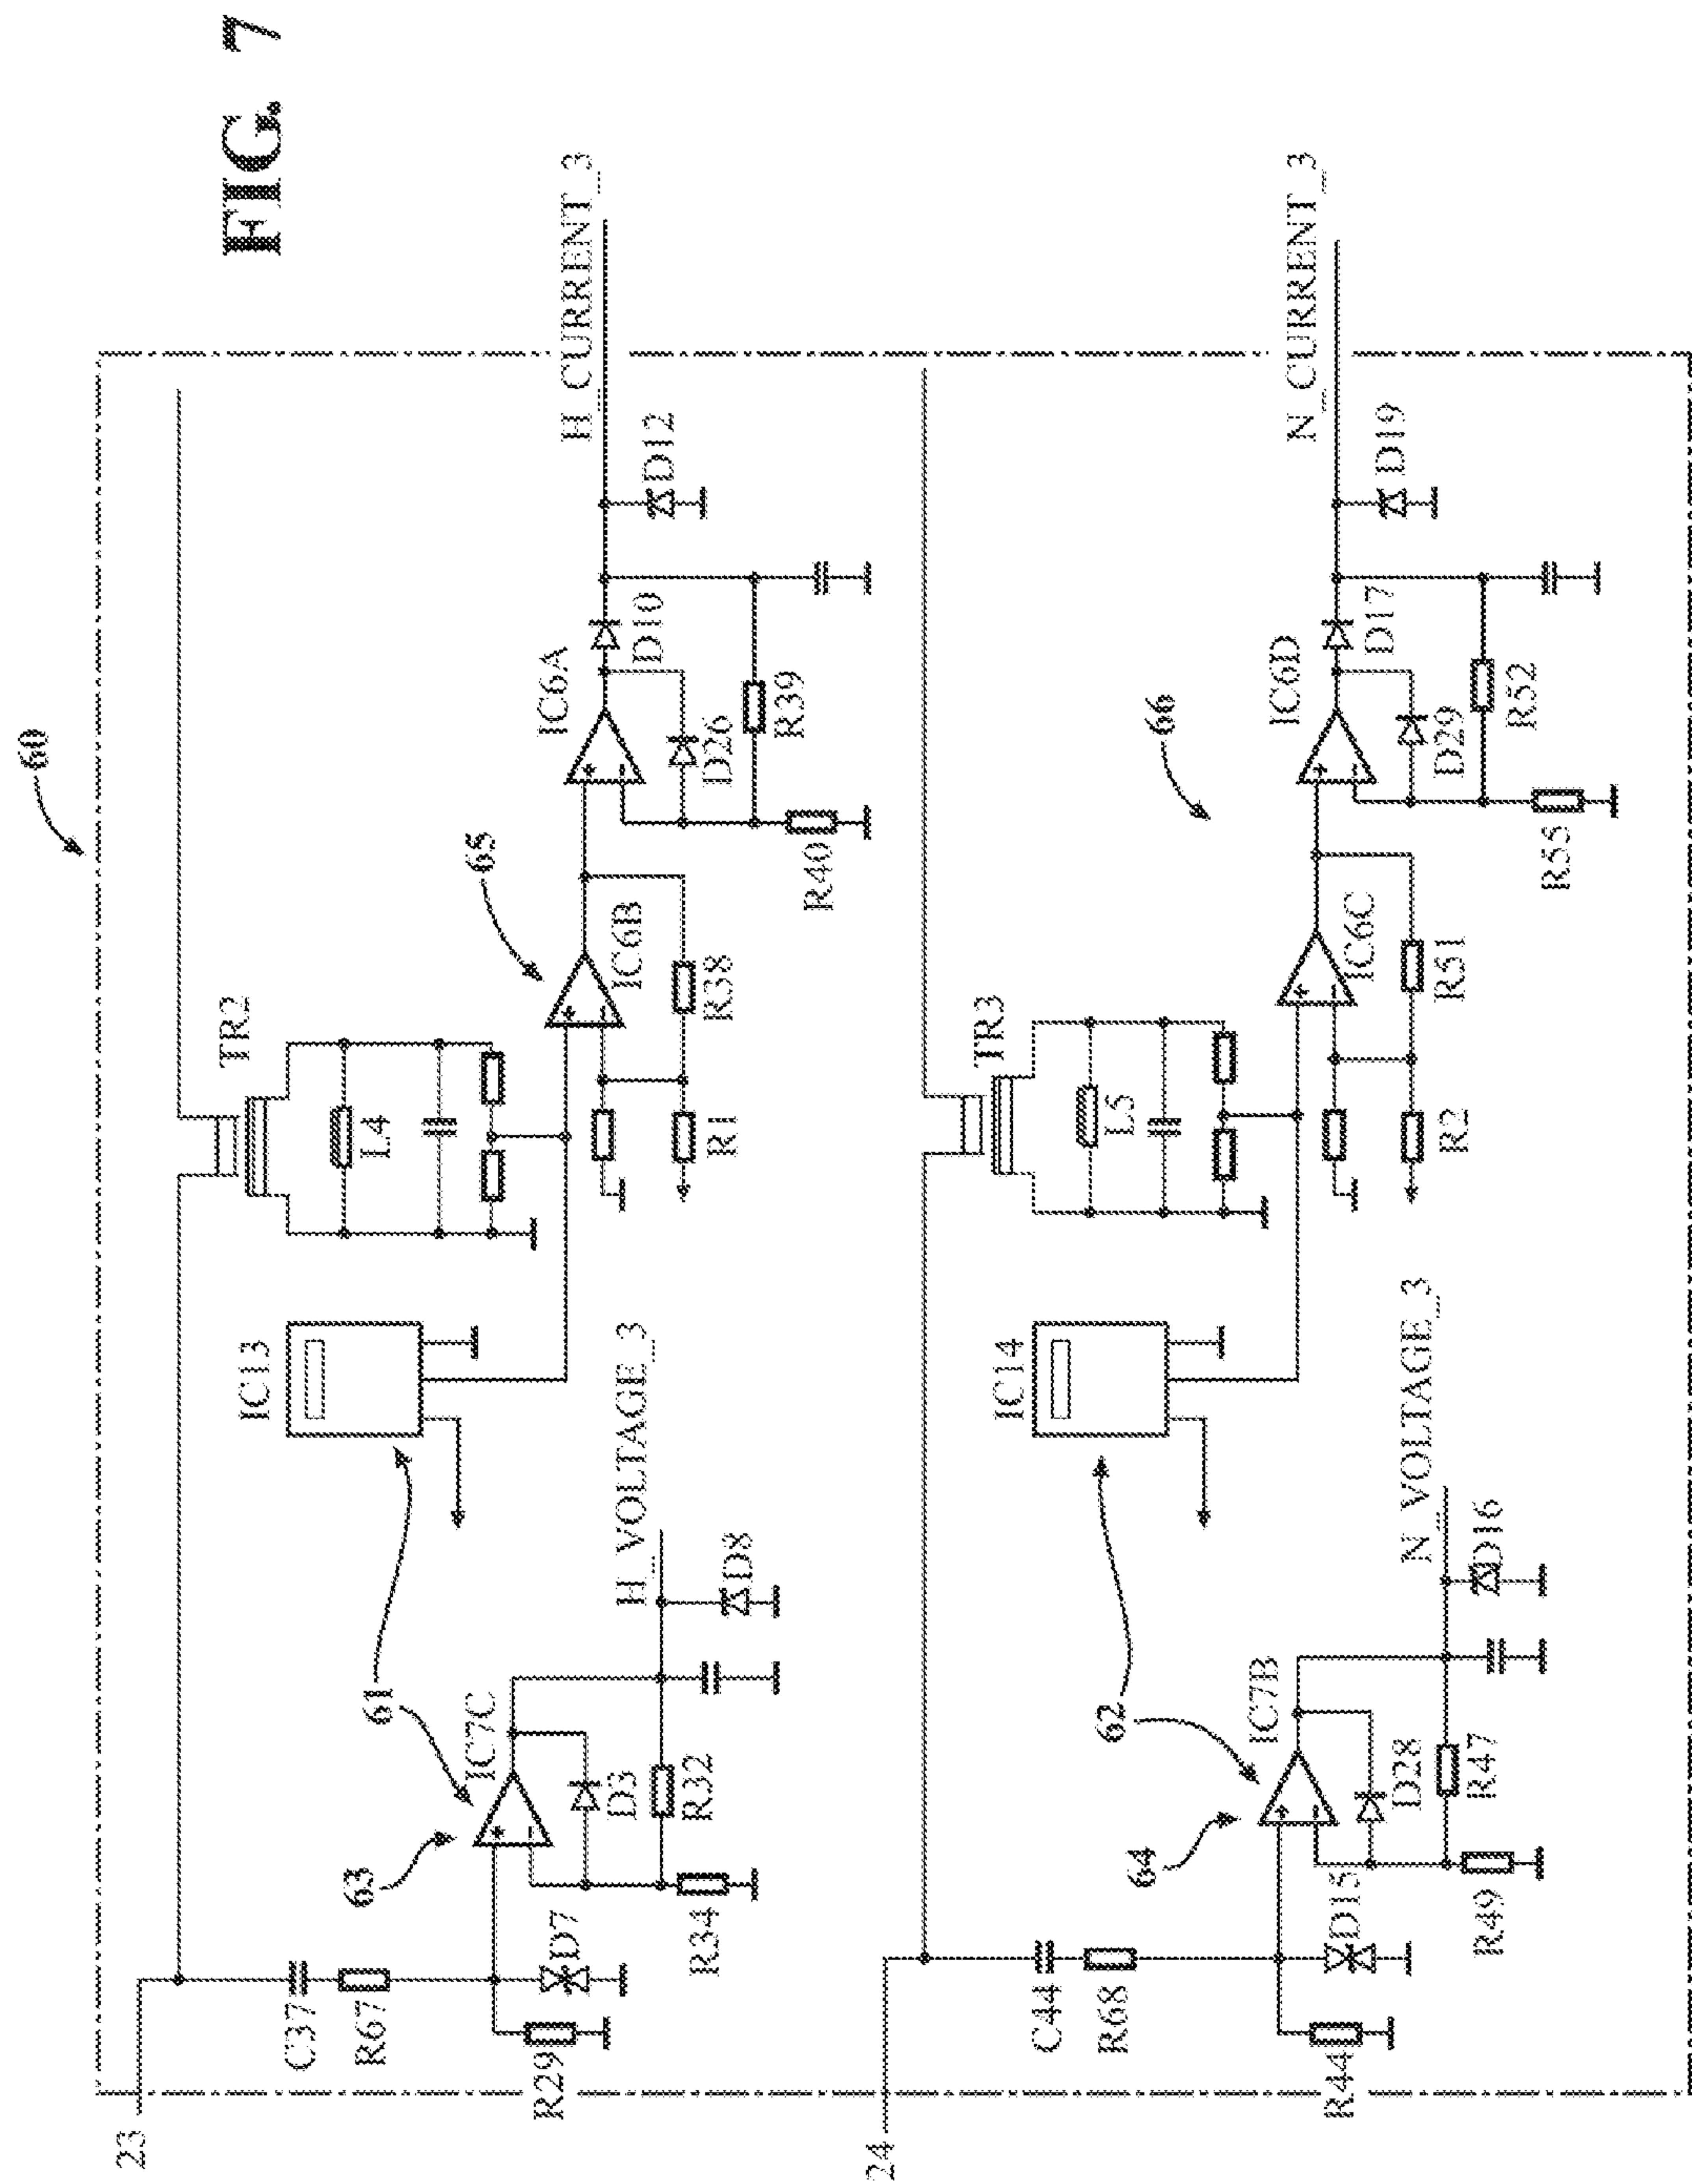 FIG. 7
60
23
TR2
C37
R67
L4
IC13
61
65
H_CURRENT_3
IC6A
D10
D12
D26
R39
R40
IC6B
R38
R1
H_VOLTAGE_3
63
IC7C
D3
R32
D8
D7
R34
R29
24
TR3
C44
R68
L5
IC14
62
66
N_CURRENT_3
IC6D
D17
D19
D29
R52
R55
IC6C
R51
R2
N_VOLTAGE_3
64
IC7B
D28
R47
D16
D15
R49
R44
+
−
+
−
+
−
+
−
+
−
+
−